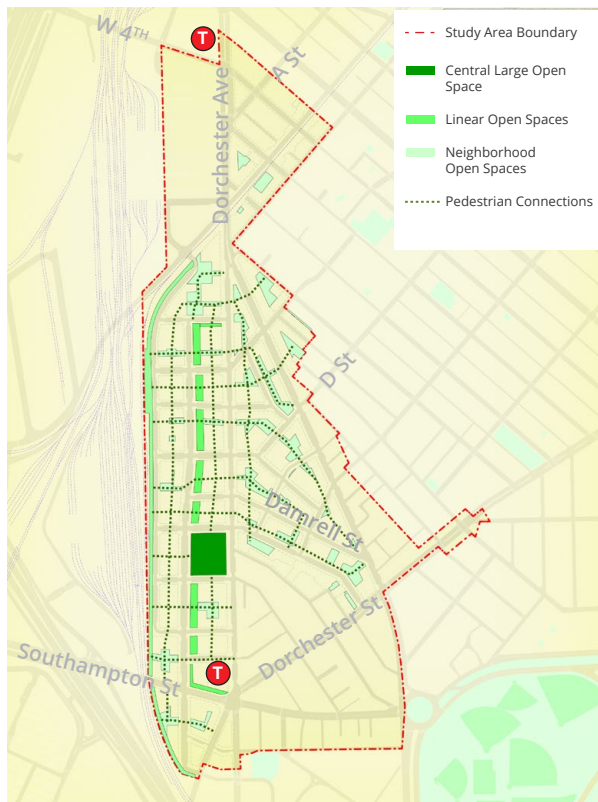 W 4TH
T
A St
Dorchester Ave
Study Area Boundary
Central Large Open
Space
Linear Open Spaces
Neighborhood
Open Spaces
Pedestrian Connections
D St
Damrell St
Dorchester St
Southampton St
T